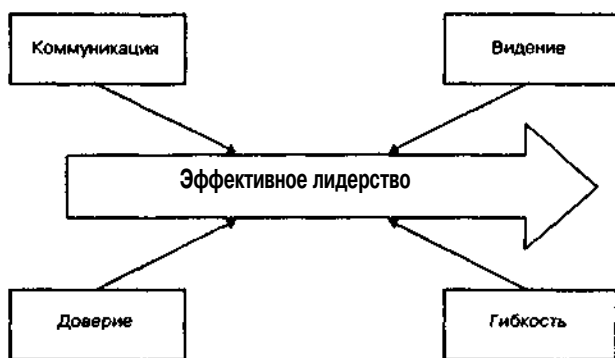 Коммуникация
Видение
Эффективное лидерство
Доверие
Гибкость